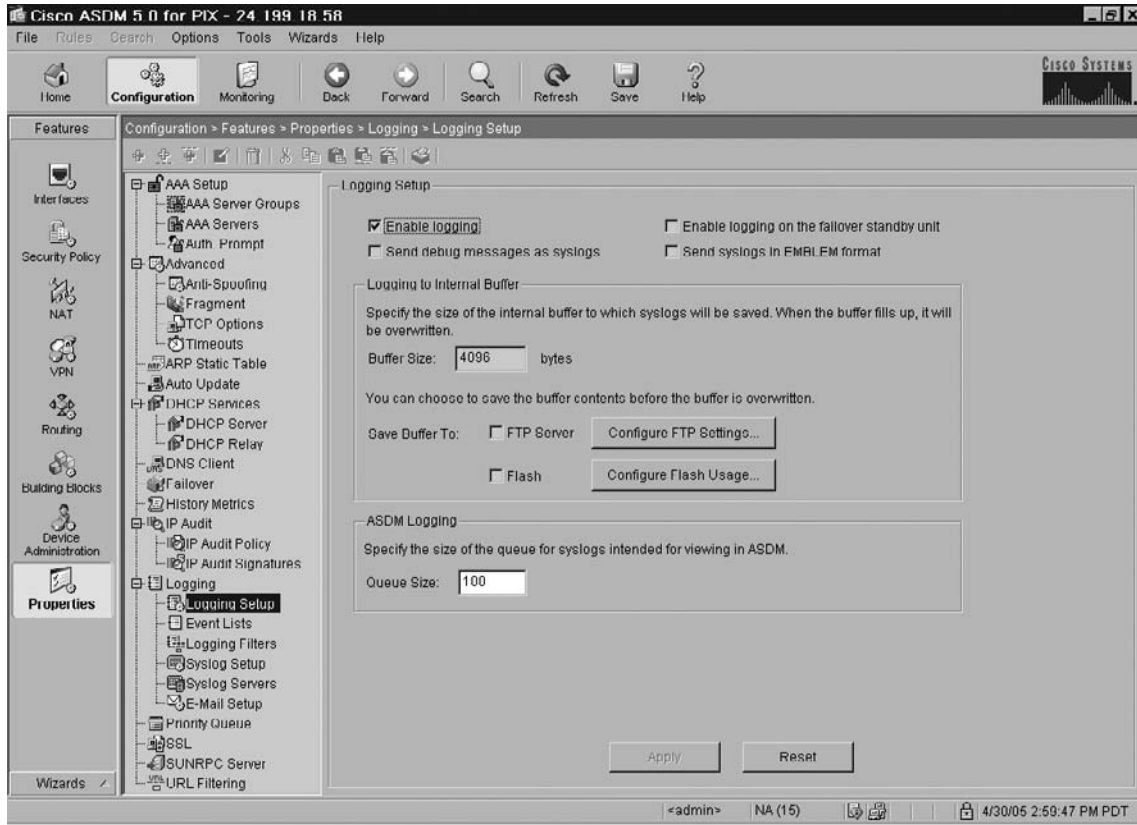 Cisco ASDM 5.0 for PIX - 24.199.18.58
File Rules Search Options Tools Wizards Help
Home Configuration Monitoring Back Forward Search Refresh Save Help
CISCO SYSTEMS
Features
Configuration > Features > Properties > Logging > Logging Setup
Interfaces
Security Policy
NAT
VPN
Routing
Building Blocks
Device Administration
Properties
Wizards
AAA Setup
AAA Server Groups
AAA Servers
Auth. Prompt
Advanced
Anti-Spoofing
Fragment
TCP Options
Timeouts
ARP Static Table
Auto Update
DHCP Services
DHCP Server
DHCP Relay
DNS Client
Failover
History Metrics
IP Audit
IP Audit Policy
IP Audit Signatures
Logging
Logging Setup
Event Lists
Logging Filters
Syslog Setup
Syslog Servers
E-Mail Setup
Priority Queue
SSL
SUNRPC Server
URL Filtering
Logging Setup
Enable logging
Enable logging on the failover standby unit
Send debug messages as syslogs
Send syslogs in EMBLEM format
Logging to Internal Buffer
Specify the size of the internal buffer to which syslogs will be saved. When the buffer fills up, it will
be overwritten.
Buffer Size: 4096 bytes
You can choose to save the buffer contents before the buffer is overwritten.
Save Buffer To: FTP Server Configure FTP Settings...
Flash Configure Flash Usage...
ASDM Logging
Specify the size of the queue for syslogs intended for viewing in ASDM.
Queue Size: 100
Apply Reset
<admin> NA (15) 4/30/05 2:59:47 PM PDT